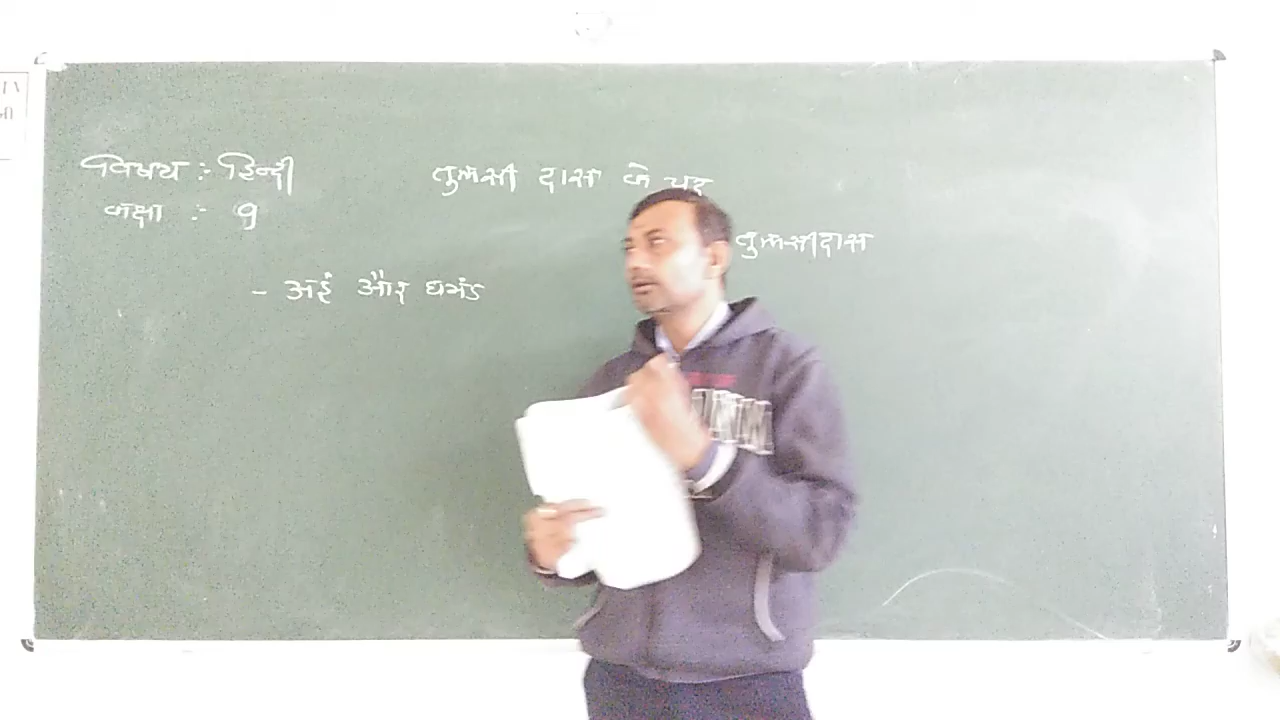 विषय :- हिन्दी
तुलसी दास के पद
कक्षा :- 9
तुलसीदास
- अहं और घमंड